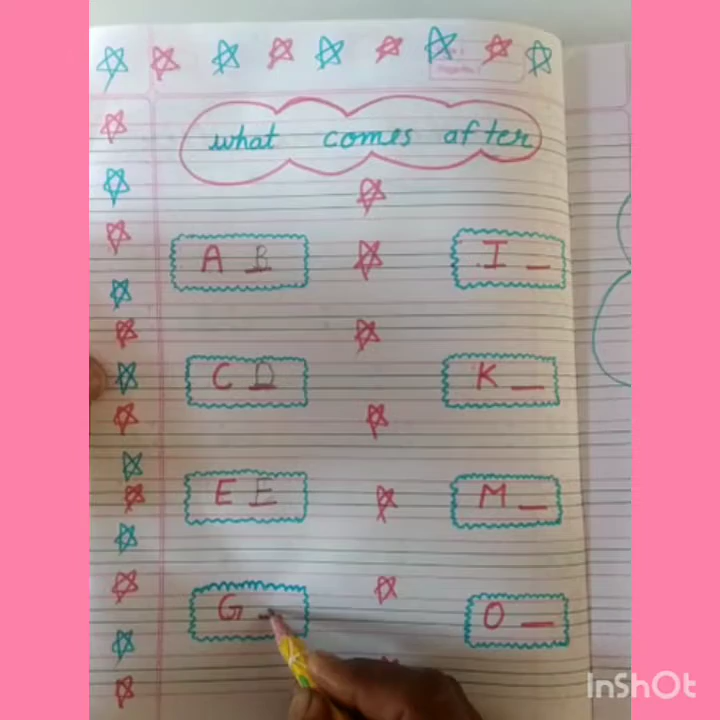 what comes after
A B
I _
C D
K _
E E
M _
G _
O _
InShOt